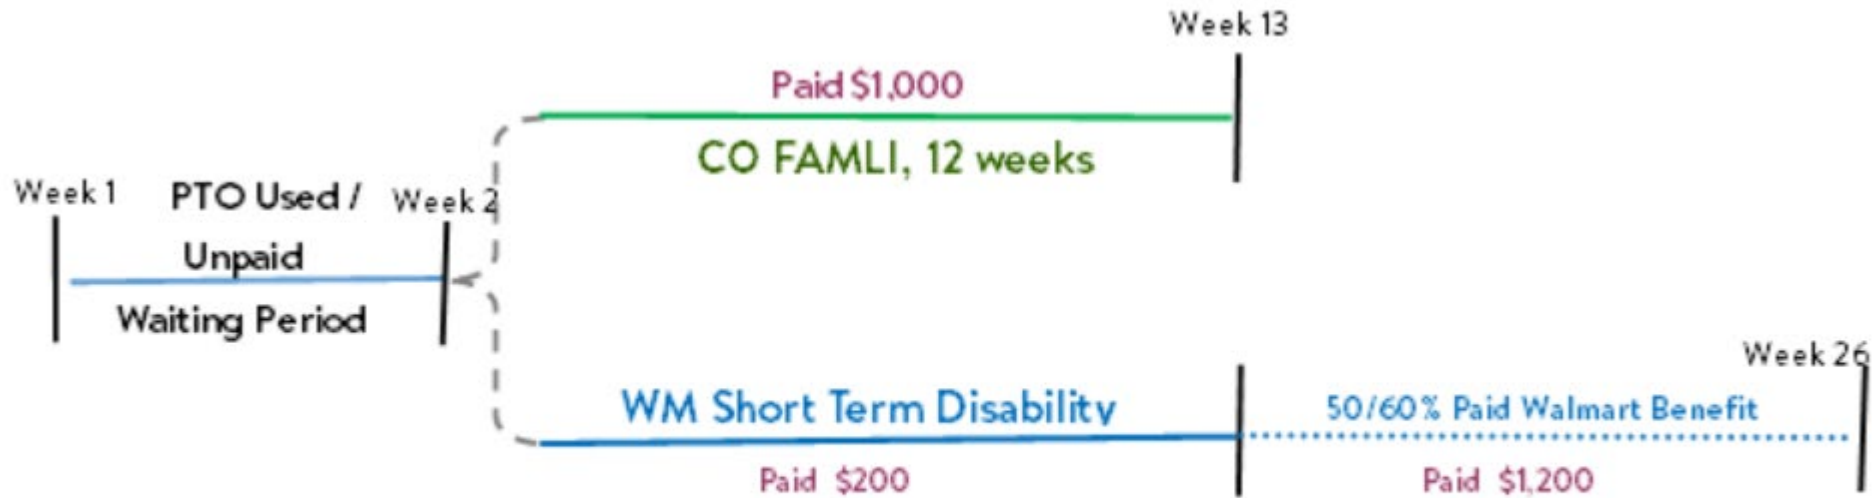 Week 13
Paid $1,000
CO FAMLI, 12 weeks
Week 1
PTO Used /
Week 2
Unpaid
Waiting Period
Week 26
WM Short Term Disability
50/60% Paid Walmart Benefit
Paid $200
Paid $1,200